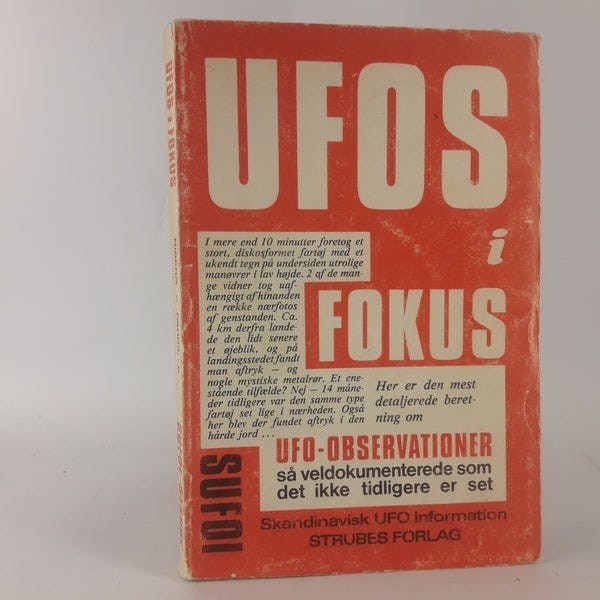 UFOS
i
FOKUS
I mere end 10 minutter foretog et
stort, diskosformet fartøj med et
ukendt tegn på undersiden utrolige
manøvrer i lav højde. 2 af de man-
ge vidner tog uaf-
hængigt af hinanden
en række nærfotos
af genstanden. Ca.
4 km derfra lande-
de den lidt senere
et øjeblik, og på
landingsstedet fandt
man aftryk – og
nogle mystiske metalrør. Et ene-
stående tilfælde? Nej – 14 måne-
der tidligere var den samme type
fartøj set lige i nærheden. Også
her blev der fundet aftryk i den
hårde jord ...
Her er den mest
detaljerede beret-
ning om
UFO-OBSERVATIONER
så veldokumenterede som
det ikke tidligere er set
SUFOI
Skandinavisk UFO Information
STRUBES FORLAG
UFOS i FOKUS